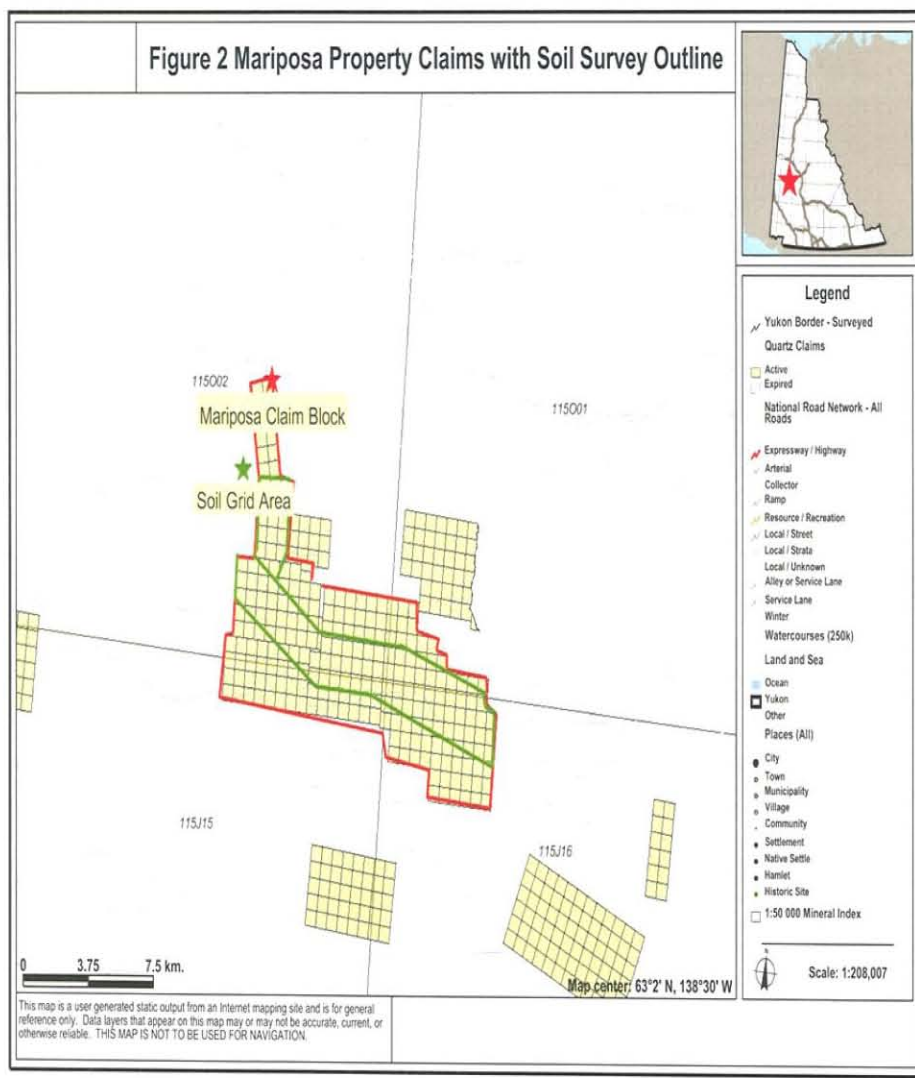 Figure 2 Mariposa Property Claims with Soil Survey Outline
115O02
Mariposa Claim Block
115O01
Soil Grid Area
115J15
115J16
0 3.75 7.5 km.
Map center: 63°2' N, 138°30' W
This map is a user generated static output from an Internet mapping site and is for general
reference only. Data layers that appear on this map may or may not be accurate, current, or
otherwise reliable. THIS MAP IS NOT TO BE USED FOR NAVIGATION.
Legend
Yukon Border - Surveyed
Quartz Claims
Active
Expired
National Road Network - All
Roads
Expressway / Highway
Arterial
Collector
Ramp
Resource / Recreation
Local / Street
Local / Strata
Local / Unknown
Alley or Service Lane
Service Lane
Winter
Watercourses (250k)
Land and Sea
Ocean
Yukon
Other
Places (All)
City
Town
Municipality
Village
Community
Settlement
Native Settle
Hamlet
Historic Site
1:50 000 Mineral Index
N
Scale: 1:208,007